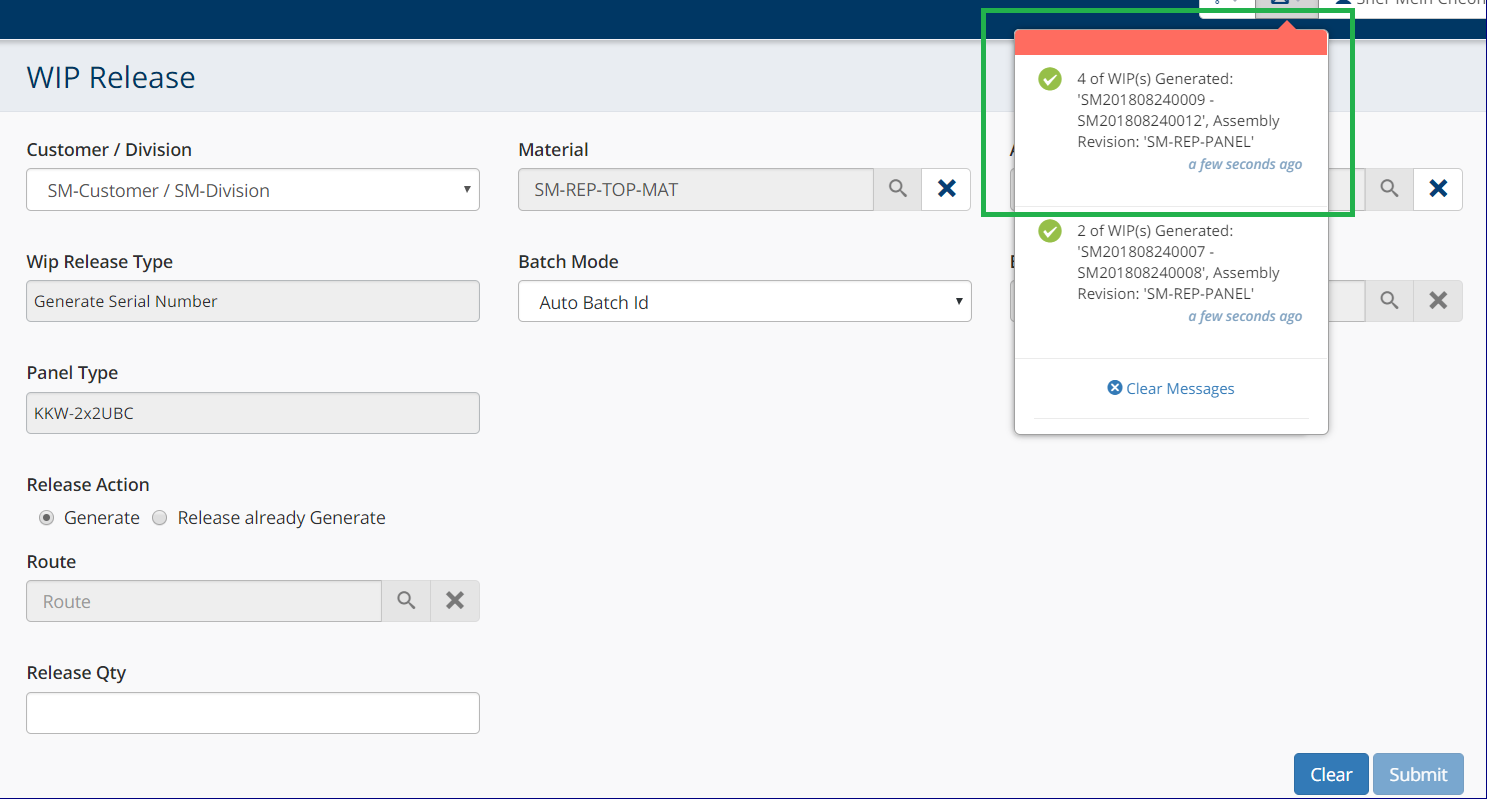 WIP Release
4 of WIP(s) Generated:
'SM201808240009 -
SM201808240012', Assembly
Revision: 'SM-REP-PANEL'
a few seconds ago
2 of WIP(s) Generated:
'SM201808240007 -
SM201808240008', Assembly
Revision: 'SM-REP-PANEL'
a few seconds ago
Clear Messages
Customer / Division
SM-Customer / SM-Division
Material
SM-REP-TOP-MAT
Wip Release Type
Generate Serial Number
Batch Mode
Auto Batch Id
Panel Type
KKW-2x2UBC
Release Action
Generate
Release already Generate
Route
Route
Release Qty
Clear
Submit